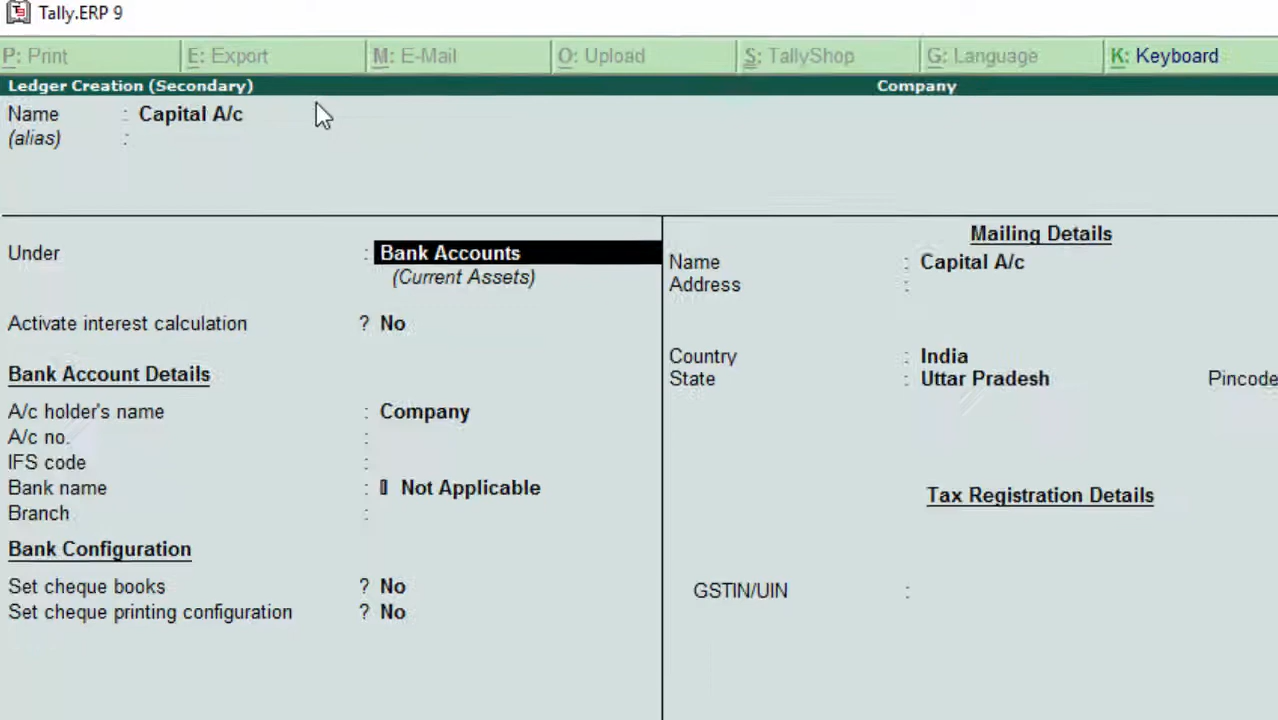 Tally.ERP 9
P: Print E: Export M: E-Mail O: Upload S: TallyShop G: Language K: Keyboard
Ledger Creation (Secondary) Company
Name : Capital A/c
(alias) :
Under : Bank Accounts
(Current Assets)
Activate interest calculation ? No
Bank Account Details
A/c holder's name : Company
A/c no. :
IFS code :
Bank name : Not Applicable
Branch :
Bank Configuration
Set cheque books ? No
Set cheque printing configuration ? No
Mailing Details
Name : Capital A/c
Address :
Country : India
State : Uttar Pradesh Pincode
Tax Registration Details
GSTIN/UIN :